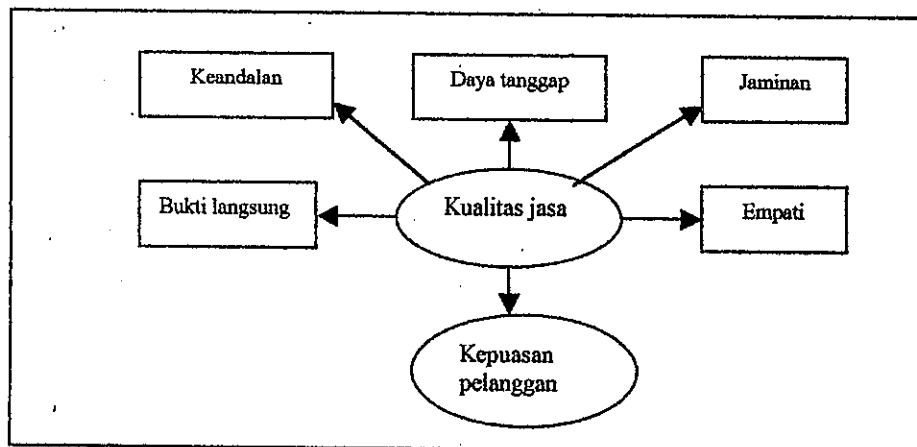 Keandalan
Daya tanggap
Jaminan
Bukti langsung
Kualitas jasa
Empati
Kepuasan
pelanggan